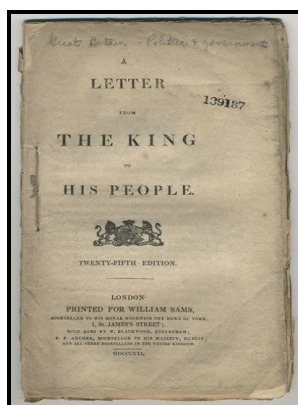 Great Britain - Politics & government
A
LETTER
FROM
THE KING
TO
HIS PEOPLE.
139187
TWENTY-FIFTH EDITION.
LONDON:
PRINTED FOR WILLIAM SAMS,
BOOKSELLER TO HIS ROYAL HIGHNESS THE DUKE OF YORK,
1, St. JAMES'S STREET;
SOLD ALSO BY W. BLACKWOOD, EDINBURGH;
AND ALL OTHER BOOKSELLERS IN THE UNITED KINGDOM.
MDCCCXXI.